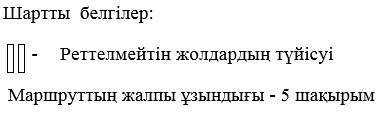 Шартты белгілер:
- Реттелмейтін жолдардың түйісуі
Маршруттың жалпы ұзындығы - 5 шақырым